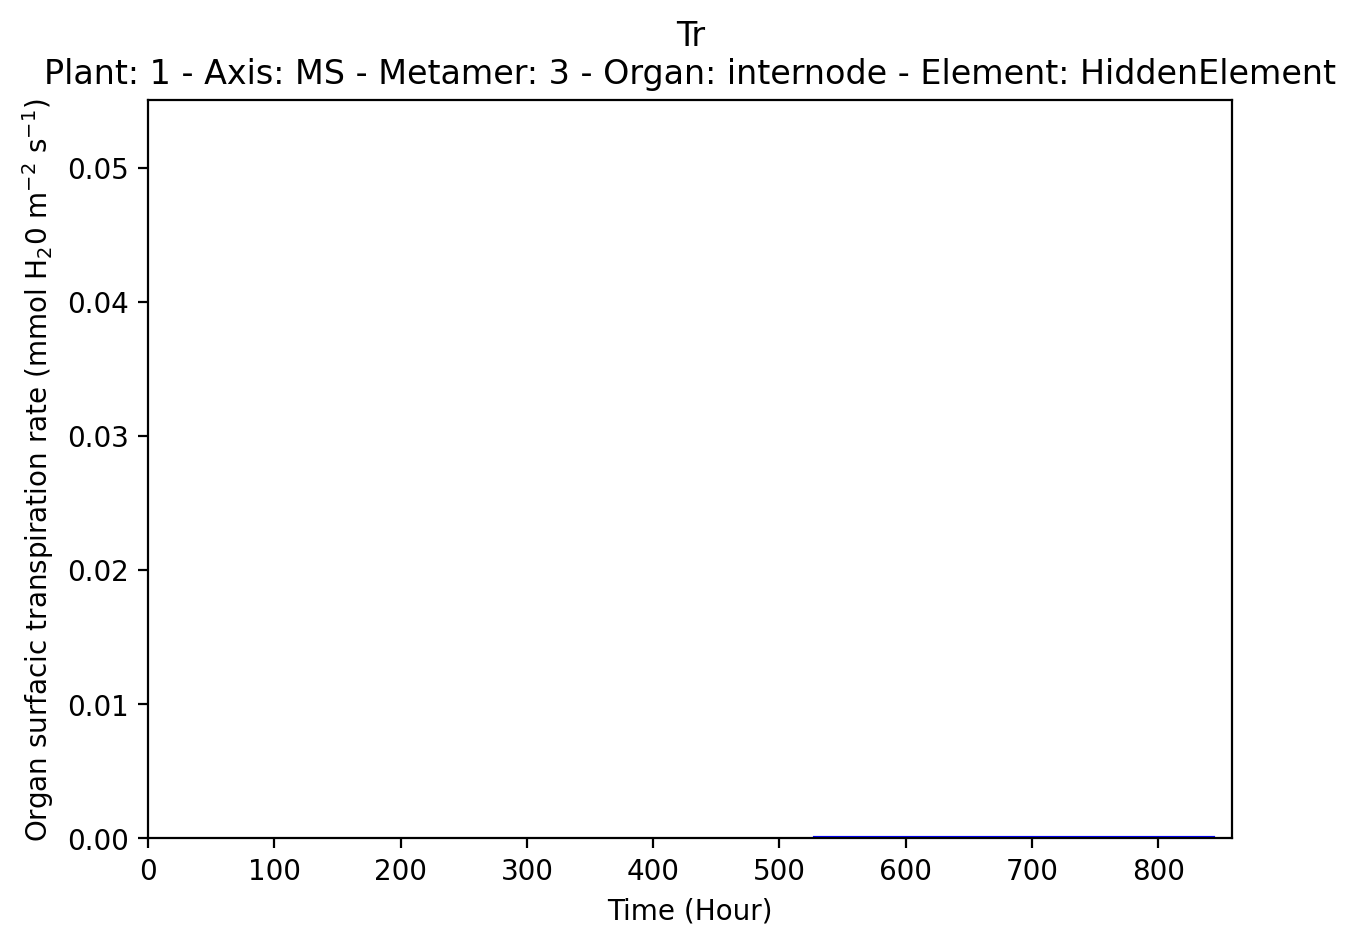 Tr
Plant: 1 - Axis: MS - Metamer: 3 - Organ: internode - Element: HiddenElement
Organ surfacic transpiration rate (mmol H₂0 m⁻² s⁻¹)
0.05
0.04
0.03
0.02
0.01
0.00
0 100 200 300 400 500 600 700 800
Time (Hour)